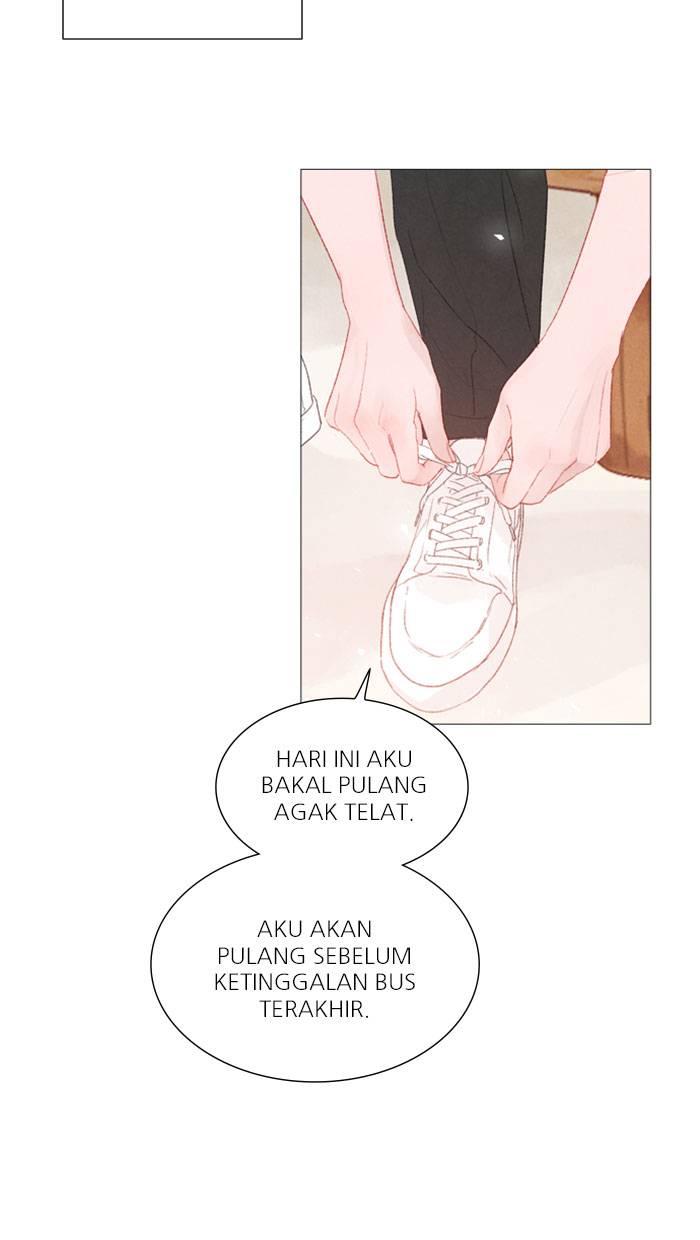 HARI INI AKU
BAKAL PULANG
AGAK TELAT.
AKU AKAN
PULANG SEBELUM
KETINGGALAN BUS
TERAKHIR.